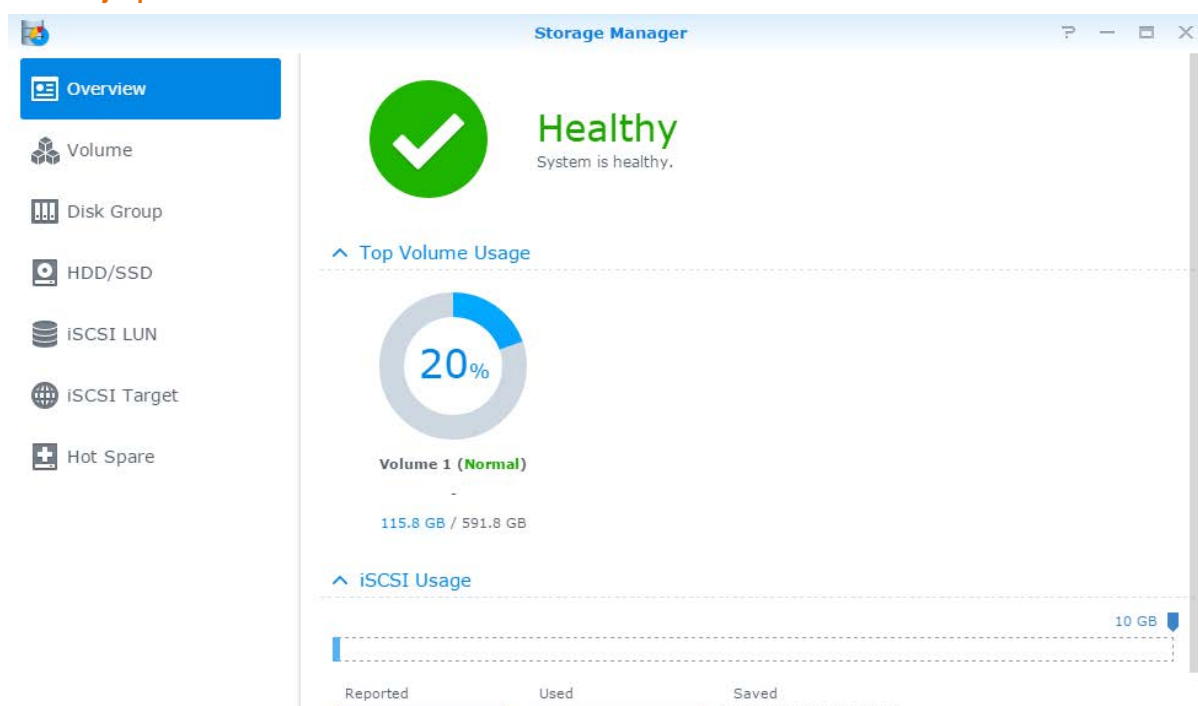 Storage Manager
Overview
Volume
Disk Group
HDD/SSD
iSCSI LUN
iSCSI Target
Hot Spare
Healthy
System is healthy.
Top Volume Usage
20%
Volume 1 (Normal)
-
115.8 GB / 591.8 GB
iSCSI Usage
10 GB
Reported Used Saved